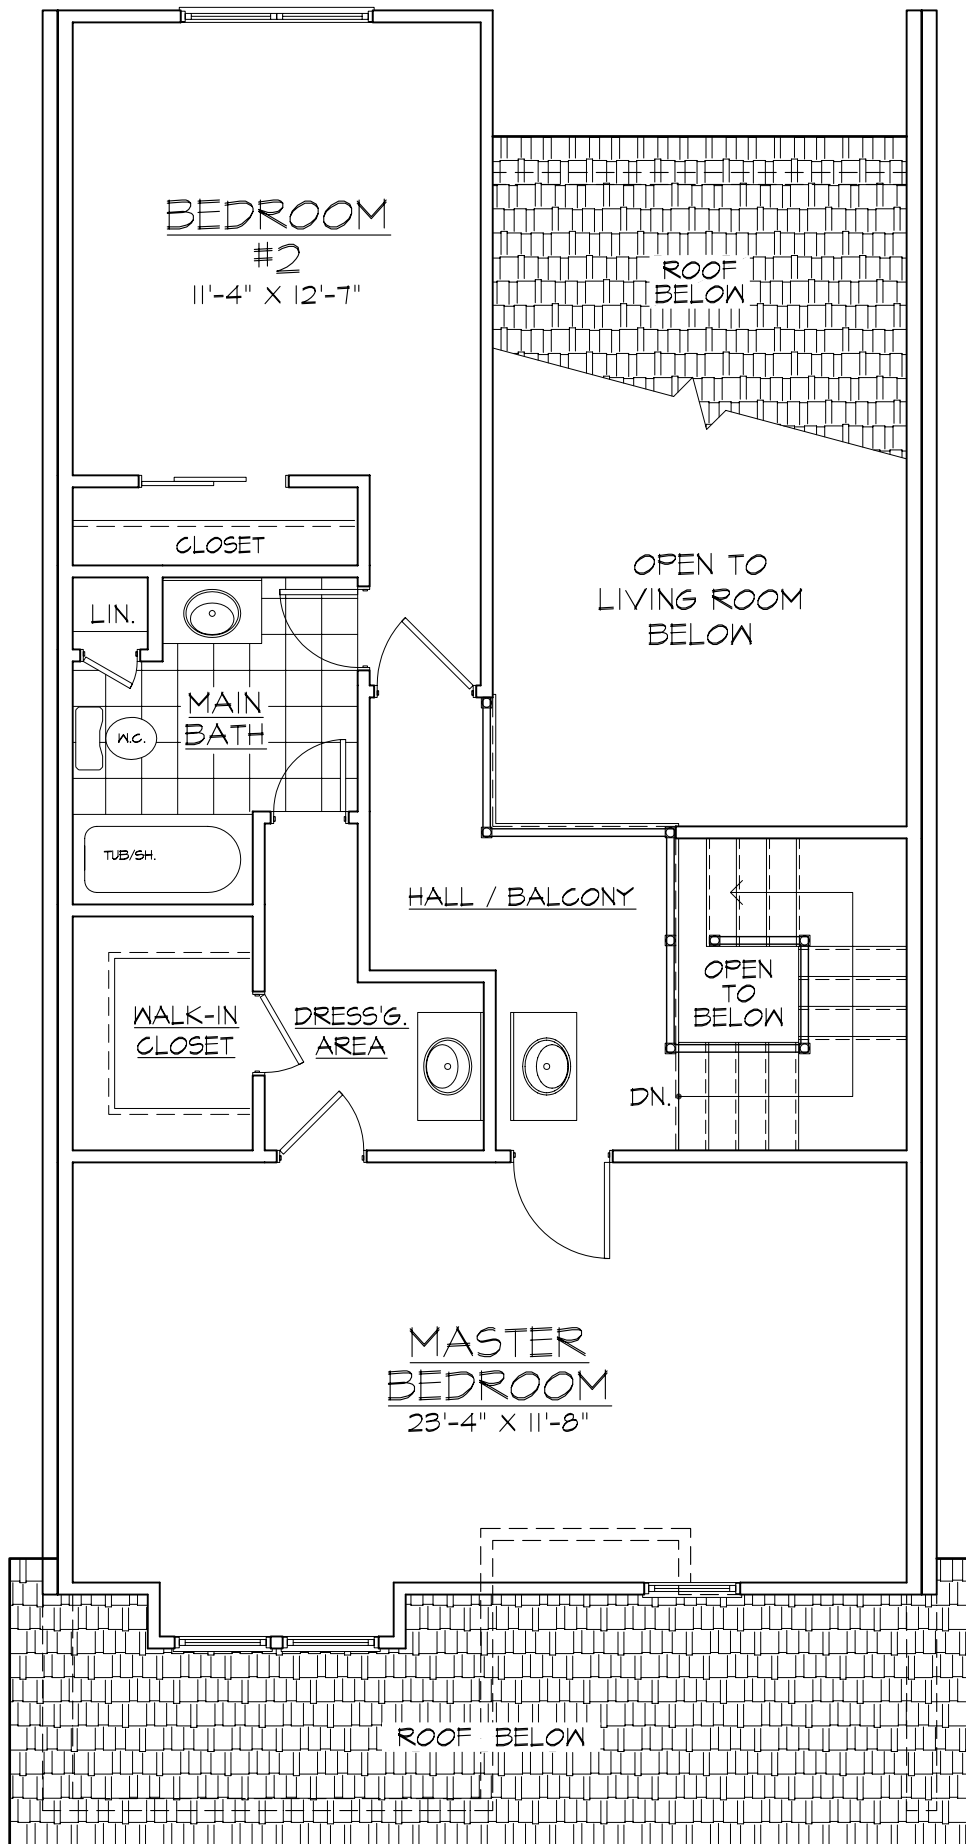 BEDROOM
#2
11'-4" X 12'-7"
ROOF
BELOW
CLOSET
OPEN TO
LIVING ROOM
BELOW
LIN.
MAIN
BATH
W.C.
TUB/SH.
HALL / BALCONY
OPEN
TO
BELOW
WALK-IN
CLOSET
DRESS'G.
AREA
DN.
MASTER
BEDROOM
23'-4" X 11'-8"
ROOF BELOW